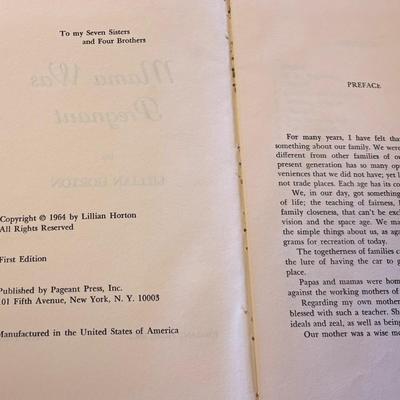 To my Seven Sisters
and Four Brothers
Mama Was
Pregnant
by
LILLIAN HORTON
Copyright © 1964 by Lillian Horton
All Rights Reserved
First Edition
Published by Pageant Press, Inc.
101 Fifth Avenue, New York, N. Y. 10003
Manufactured in the United States of America
PREFACE
For many years, I have felt that
something about our family. We were
different from other families of ou
present generation has so many op
veniences that we did not have; yet I
not trade places. Each age has its co
We, in our day, got something
of life; the teaching of fairness, l
family closeness, that can't be exc
vision and the space age. We ma
the simple things about us, as aga
grams for recreation of today.
The togetherness of families c
the lure of having the car to g
place.
Papas and mamas were hom
against the working mothers of
Regarding my own mother
blessed with such a teacher. Sh
ideals and zeal, as well as being
Our mother was a wise mo